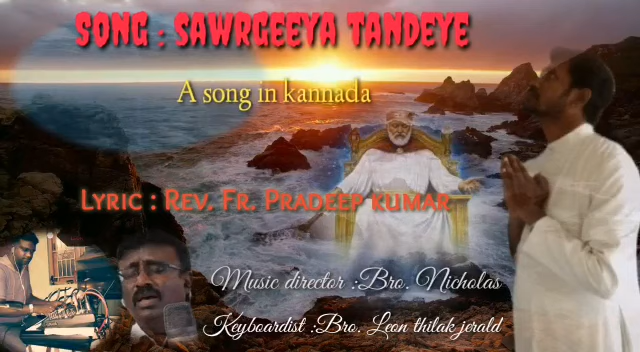 SONG : SAWRGEEYA TANDEYE
A song in kannada
LYRIC : REV. FR. PRADEEP KUMAR
Music director :Bro. Nicholas
Keyboardist :Bro. Leon thilak jerald